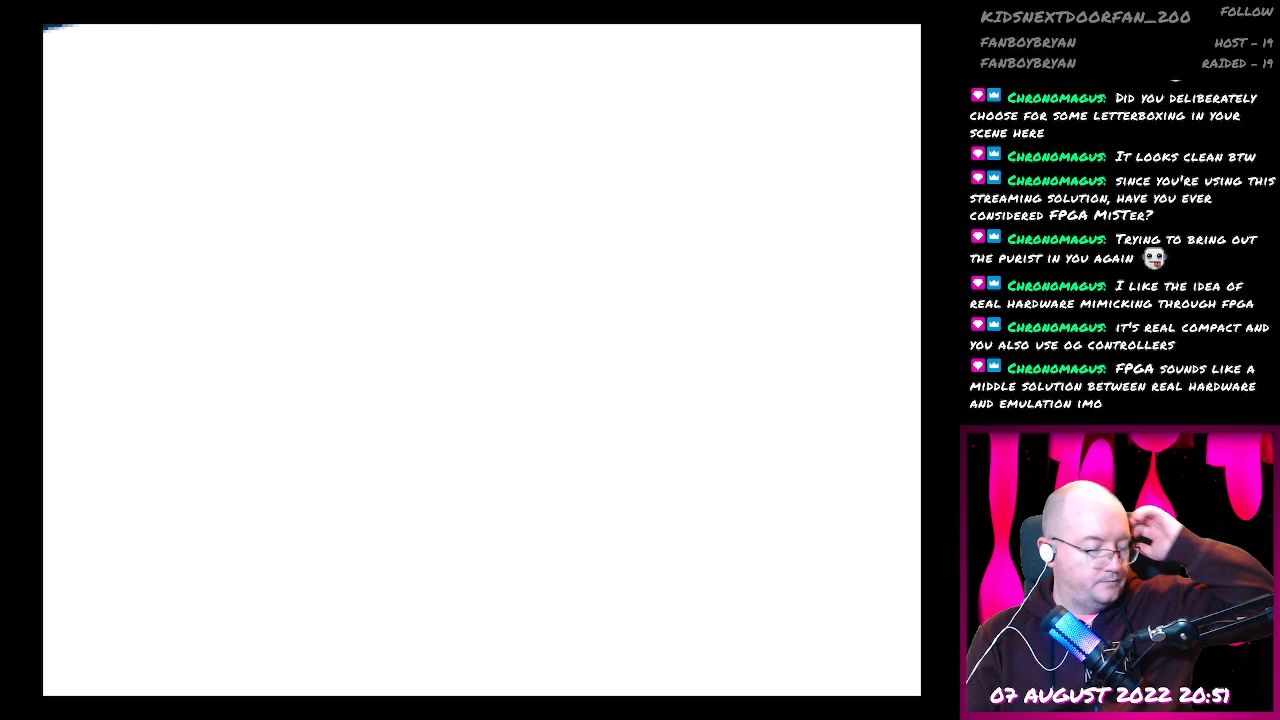 KIDSNEXTDOORFAN_200 FOLLOW
FANBOYBRYAN HOST - 19
FANBOYBRYAN RAIDED - 19
CHRONOMAGUS: DID YOU DELIBERATELY
CHOOSE FOR SOME LETTERBOXING IN YOUR
SCENE HERE
CHRONOMAGUS: IT LOOKS CLEAN BTW
CHRONOMAGUS: SINCE YOU'RE USING THIS
STREAMING SOLUTION, HAVE YOU EVER
CONSIDERED FPGA MISTER?
CHRONOMAGUS: TRYING TO BRING OUT
THE PURIST IN YOU AGAIN
CHRONOMAGUS: I LIKE THE IDEA OF
REAL HARDWARE MIMICKING THROUGH FPGA
CHRONOMAGUS: IT'S REAL COMPACT AND
YOU ALSO USE OG CONTROLLERS
CHRONOMAGUS: FPGA SOUNDS LIKE A
MIDDLE SOLUTION BETWEEN REAL HARDWARE
AND EMULATION IMO
07 AUGUST 2022 20:51